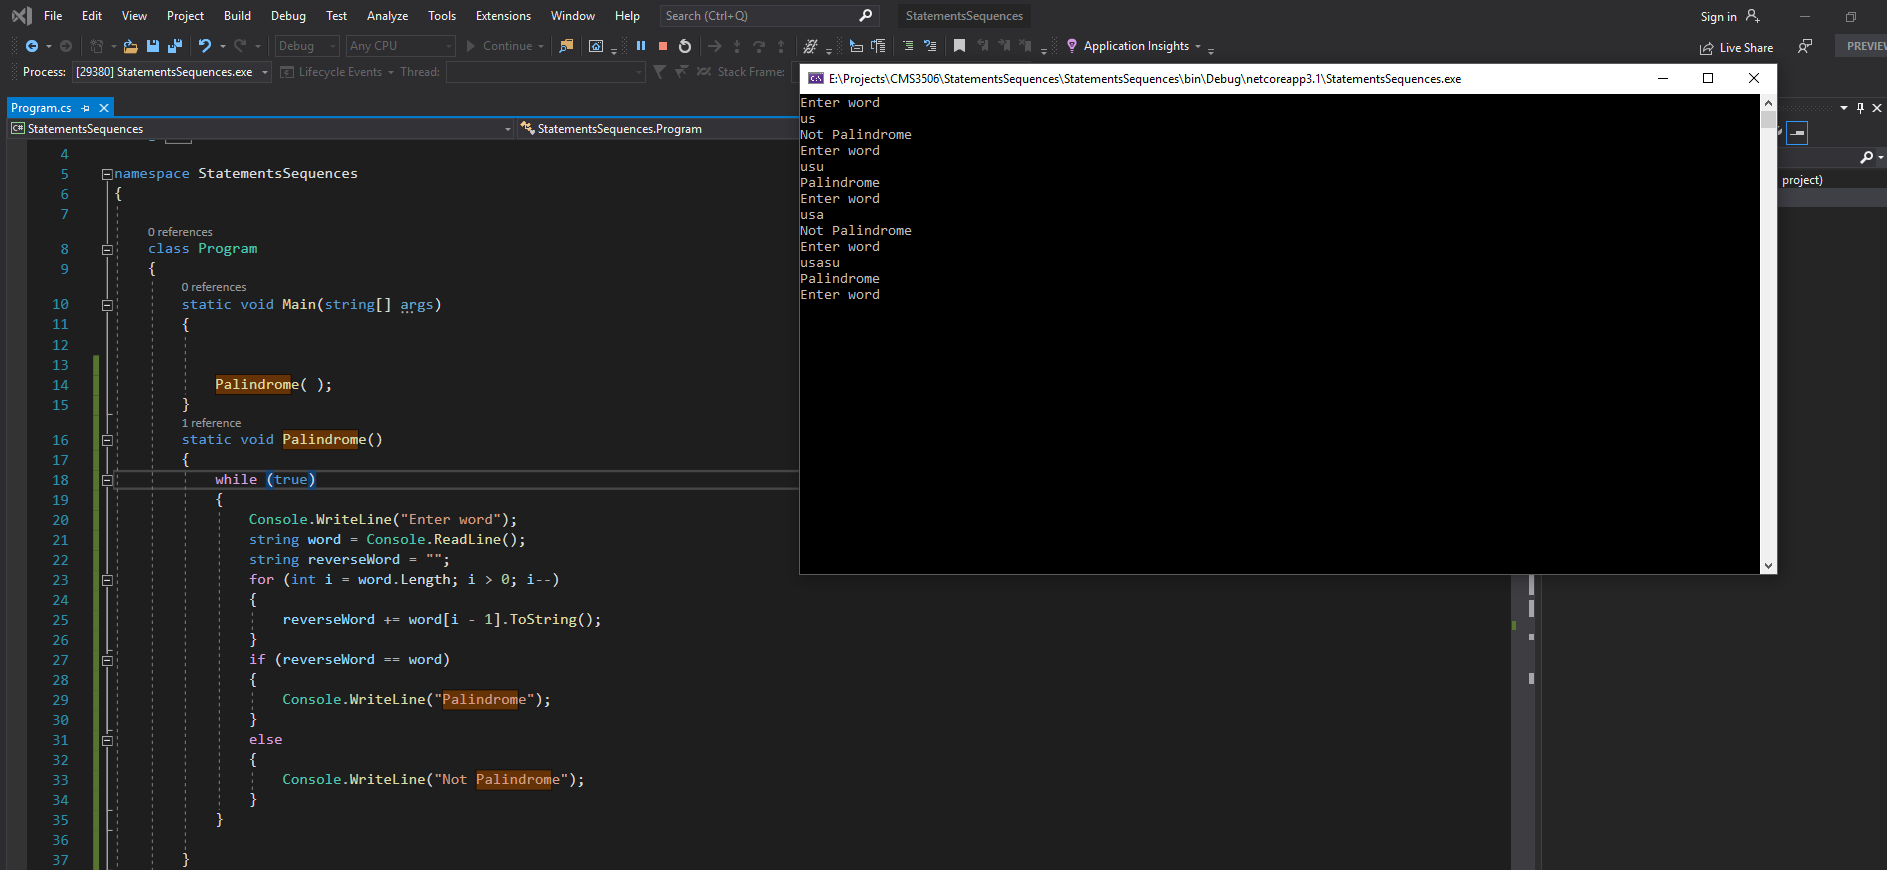 File Edit View Project Build Debug Test Analyze Tools Extensions Window Help Search (Ctrl+Q) StatementsSequences Sign in
Debug Any CPU Continue Application Insights Live Share PREVIEW
Process: [29380] StatementsSequences.exe Lifecycle Events Thread: Stack Frame:
Program.cs
StatementsSequences StatementsSequences.Program
4
5 namespace StatementsSequences
6 {
7
0 references
8 class Program
9 {
0 references
10 static void Main(string[] args)
11 {
12
13
14 Palindrome( );
15 }
1 reference
16 static void Palindrome()
17 {
18 while (true)
19 {
20 Console.WriteLine("Enter word");
21 string word = Console.ReadLine();
22 string reverseWord = "";
23 for (int i = word.Length; i > 0; i--)
24 {
25 reverseWord += word[i - 1].ToString();
26 }
27 if (reverseWord == word)
28 {
29 Console.WriteLine("Palindrome");
30 }
31 else
32 {
33 Console.WriteLine("Not Palindrome");
34 }
35 }
36
37 }
E:\Projects\CMS3506\StatementsSequences\StatementsSequences\bin\Debug\netcoreapp3.1\StatementsSequences.exe
Enter word
us
Not Palindrome
Enter word
usu
Palindrome
Enter word
usa
Not Palindrome
Enter word
usasu
Palindrome
Enter word
project)